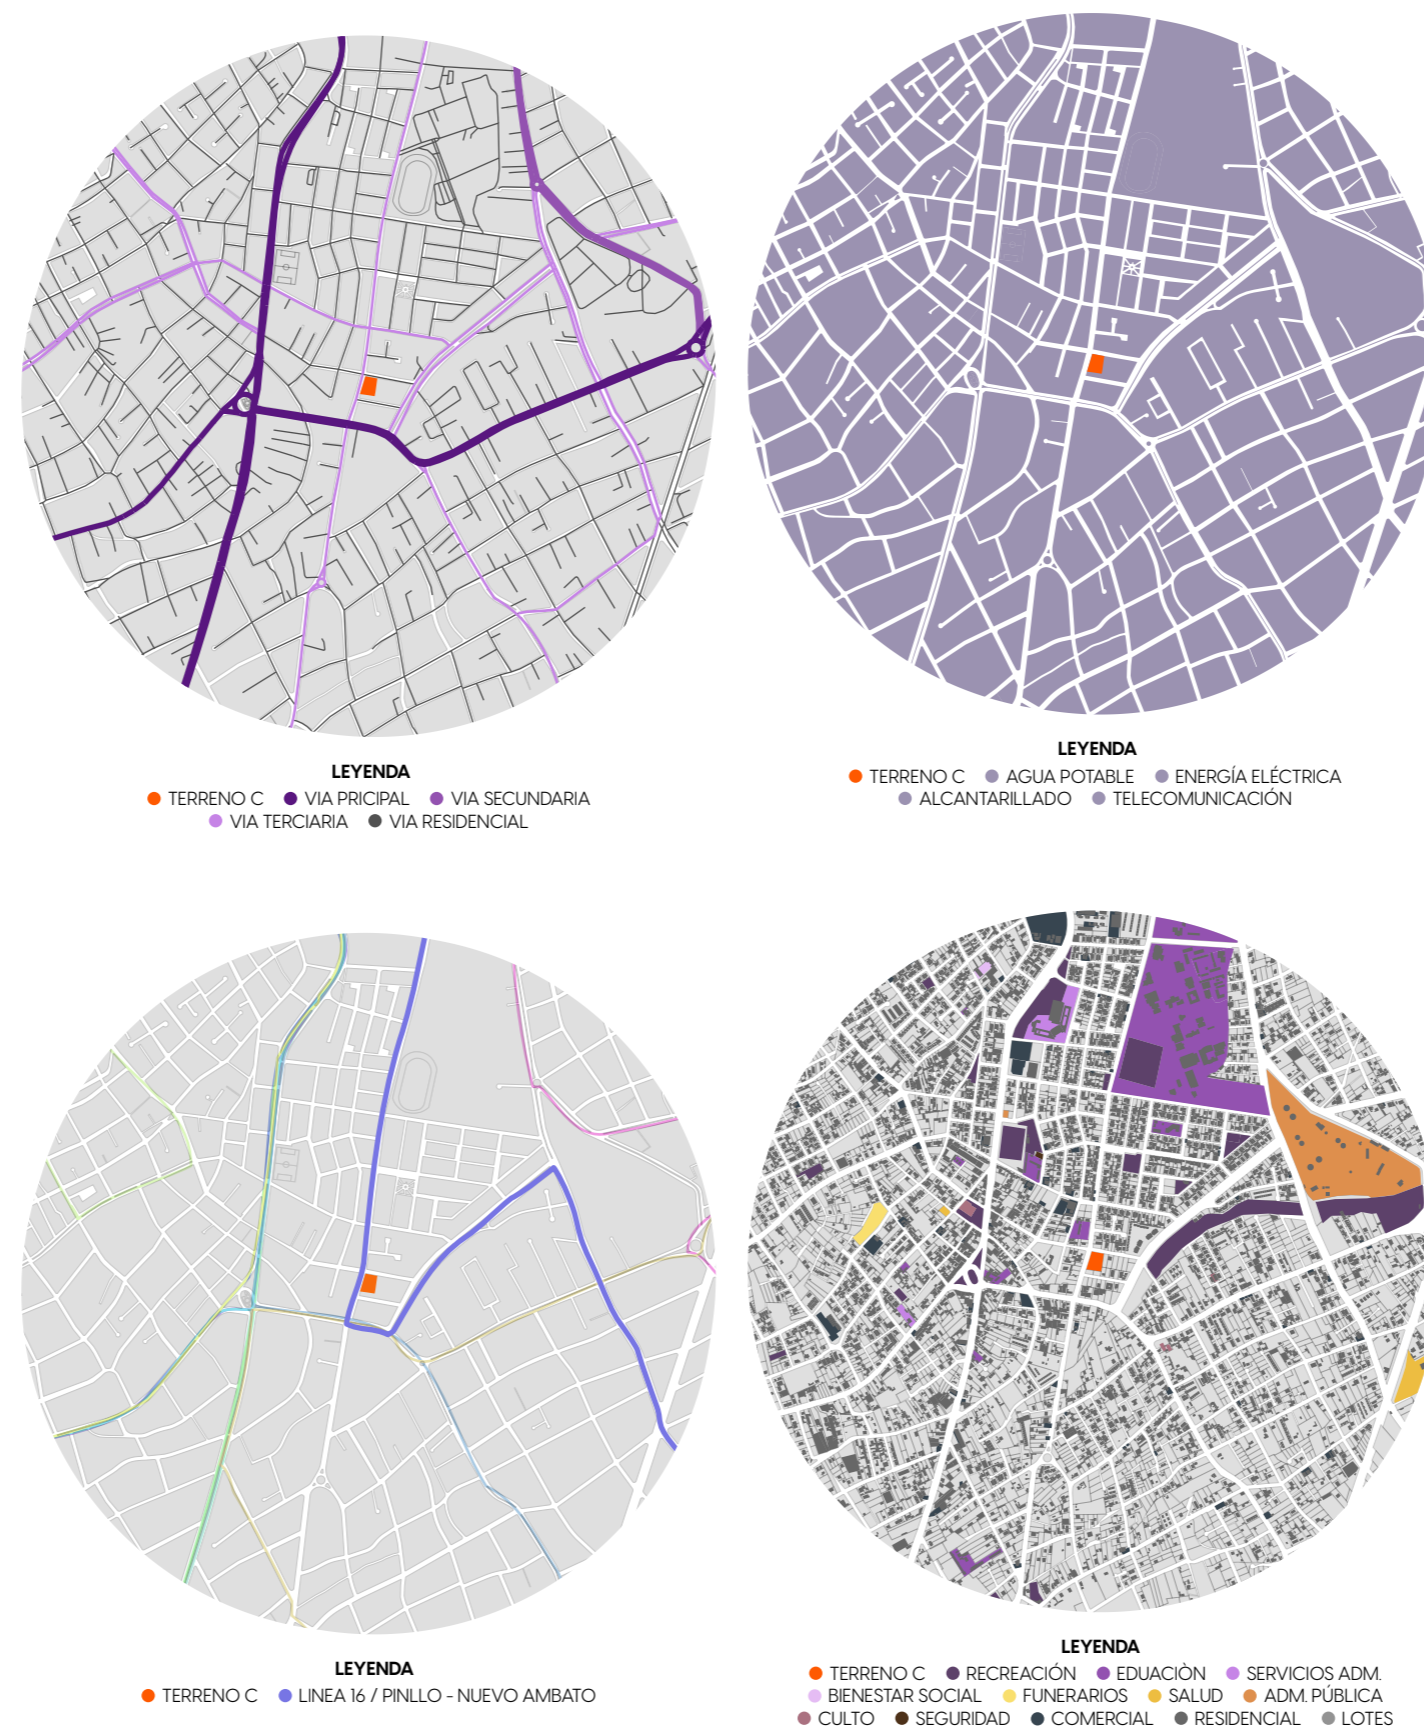 LEYENDA
TERRENO C VIA PRICIPAL VIA SECUNDARIA
VIA TERCIARIA VIA RESIDENCIAL
LEYENDA
TERRENO C AGUA POTABLE ENERGÍA ELÉCTRICA
ALCANTARILLADO TELECOMUNICACIÓN
LEYENDA
TERRENO C LINEA 16 / PINLLO - NUEVO AMBATO
LEYENDA
TERRENO C RECREACIÓN EDUACIÒN SERVICIOS ADM.
BIENESTAR SOCIAL FUNERARIOS SALUD ADM. PÚBLICA
CULTO SEGURIDAD COMERCIAL RESIDENCIAL LOTES